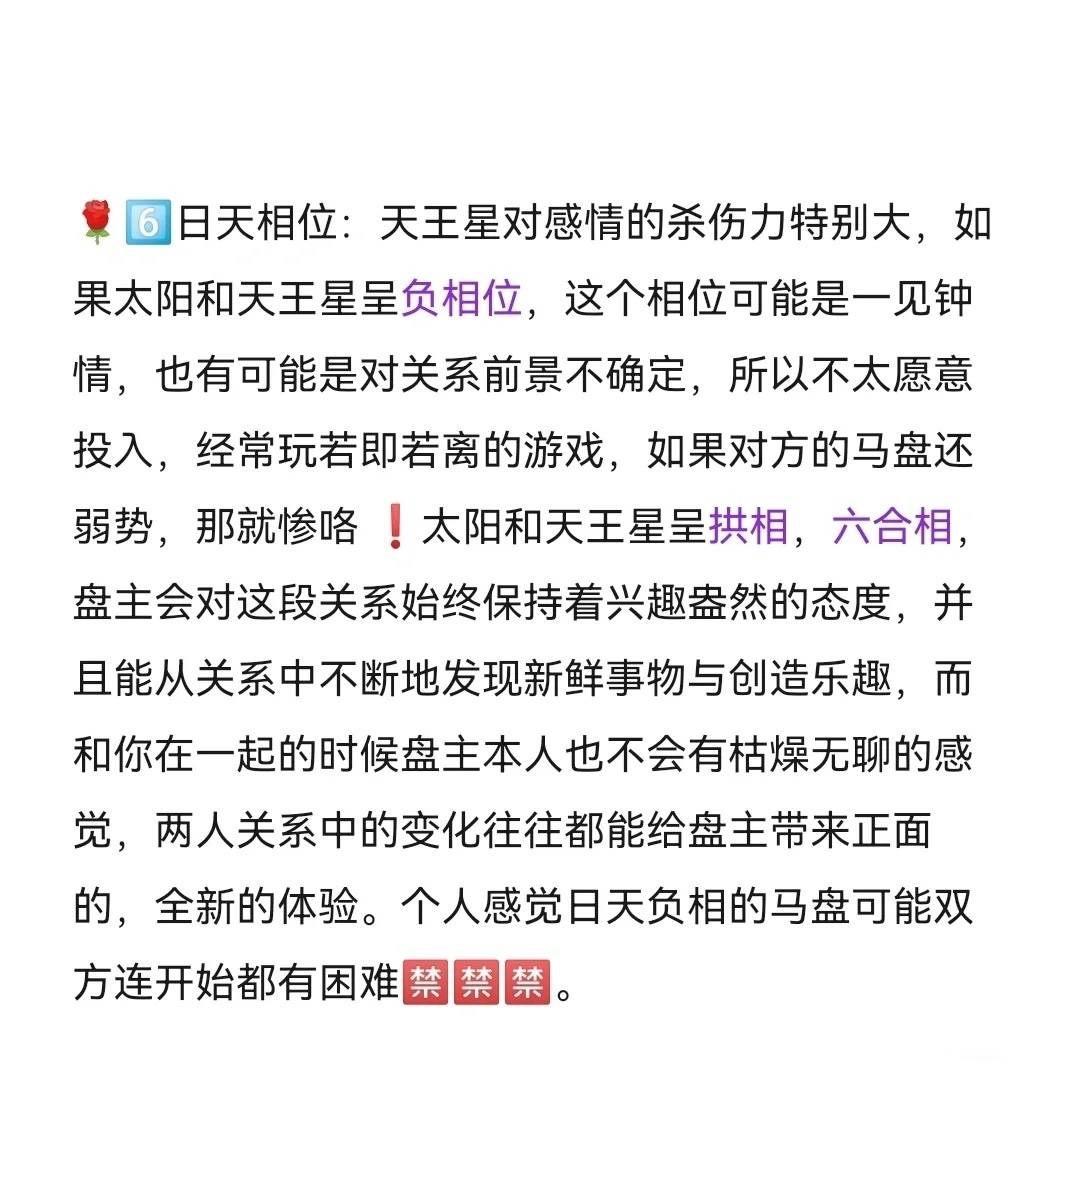 🌹6️⃣日天相位：天王星对感情的杀伤力特别大，如
果太阳和天王星呈负相位，这个相位可能是一见钟
情，也有可能是对关系前景不确定，所以不太愿意
投入，经常玩若即若离的游戏，如果对方的马盘还
弱势，那就惨咯❗太阳和天王星呈拱相，六合相，
盘主会对这段关系始终保持着兴趣盎然的态度，并
且能从关系中不断地发现新鲜事物与创造乐趣，而
和你在一起的时候盘主本人也不会有枯燥无聊的感
觉，两人关系中的变化往往都能给盘主带来正面
的，全新的体验。个人感觉日天负相的马盘可能双
方连开始都有困难🈲🈲🈲。